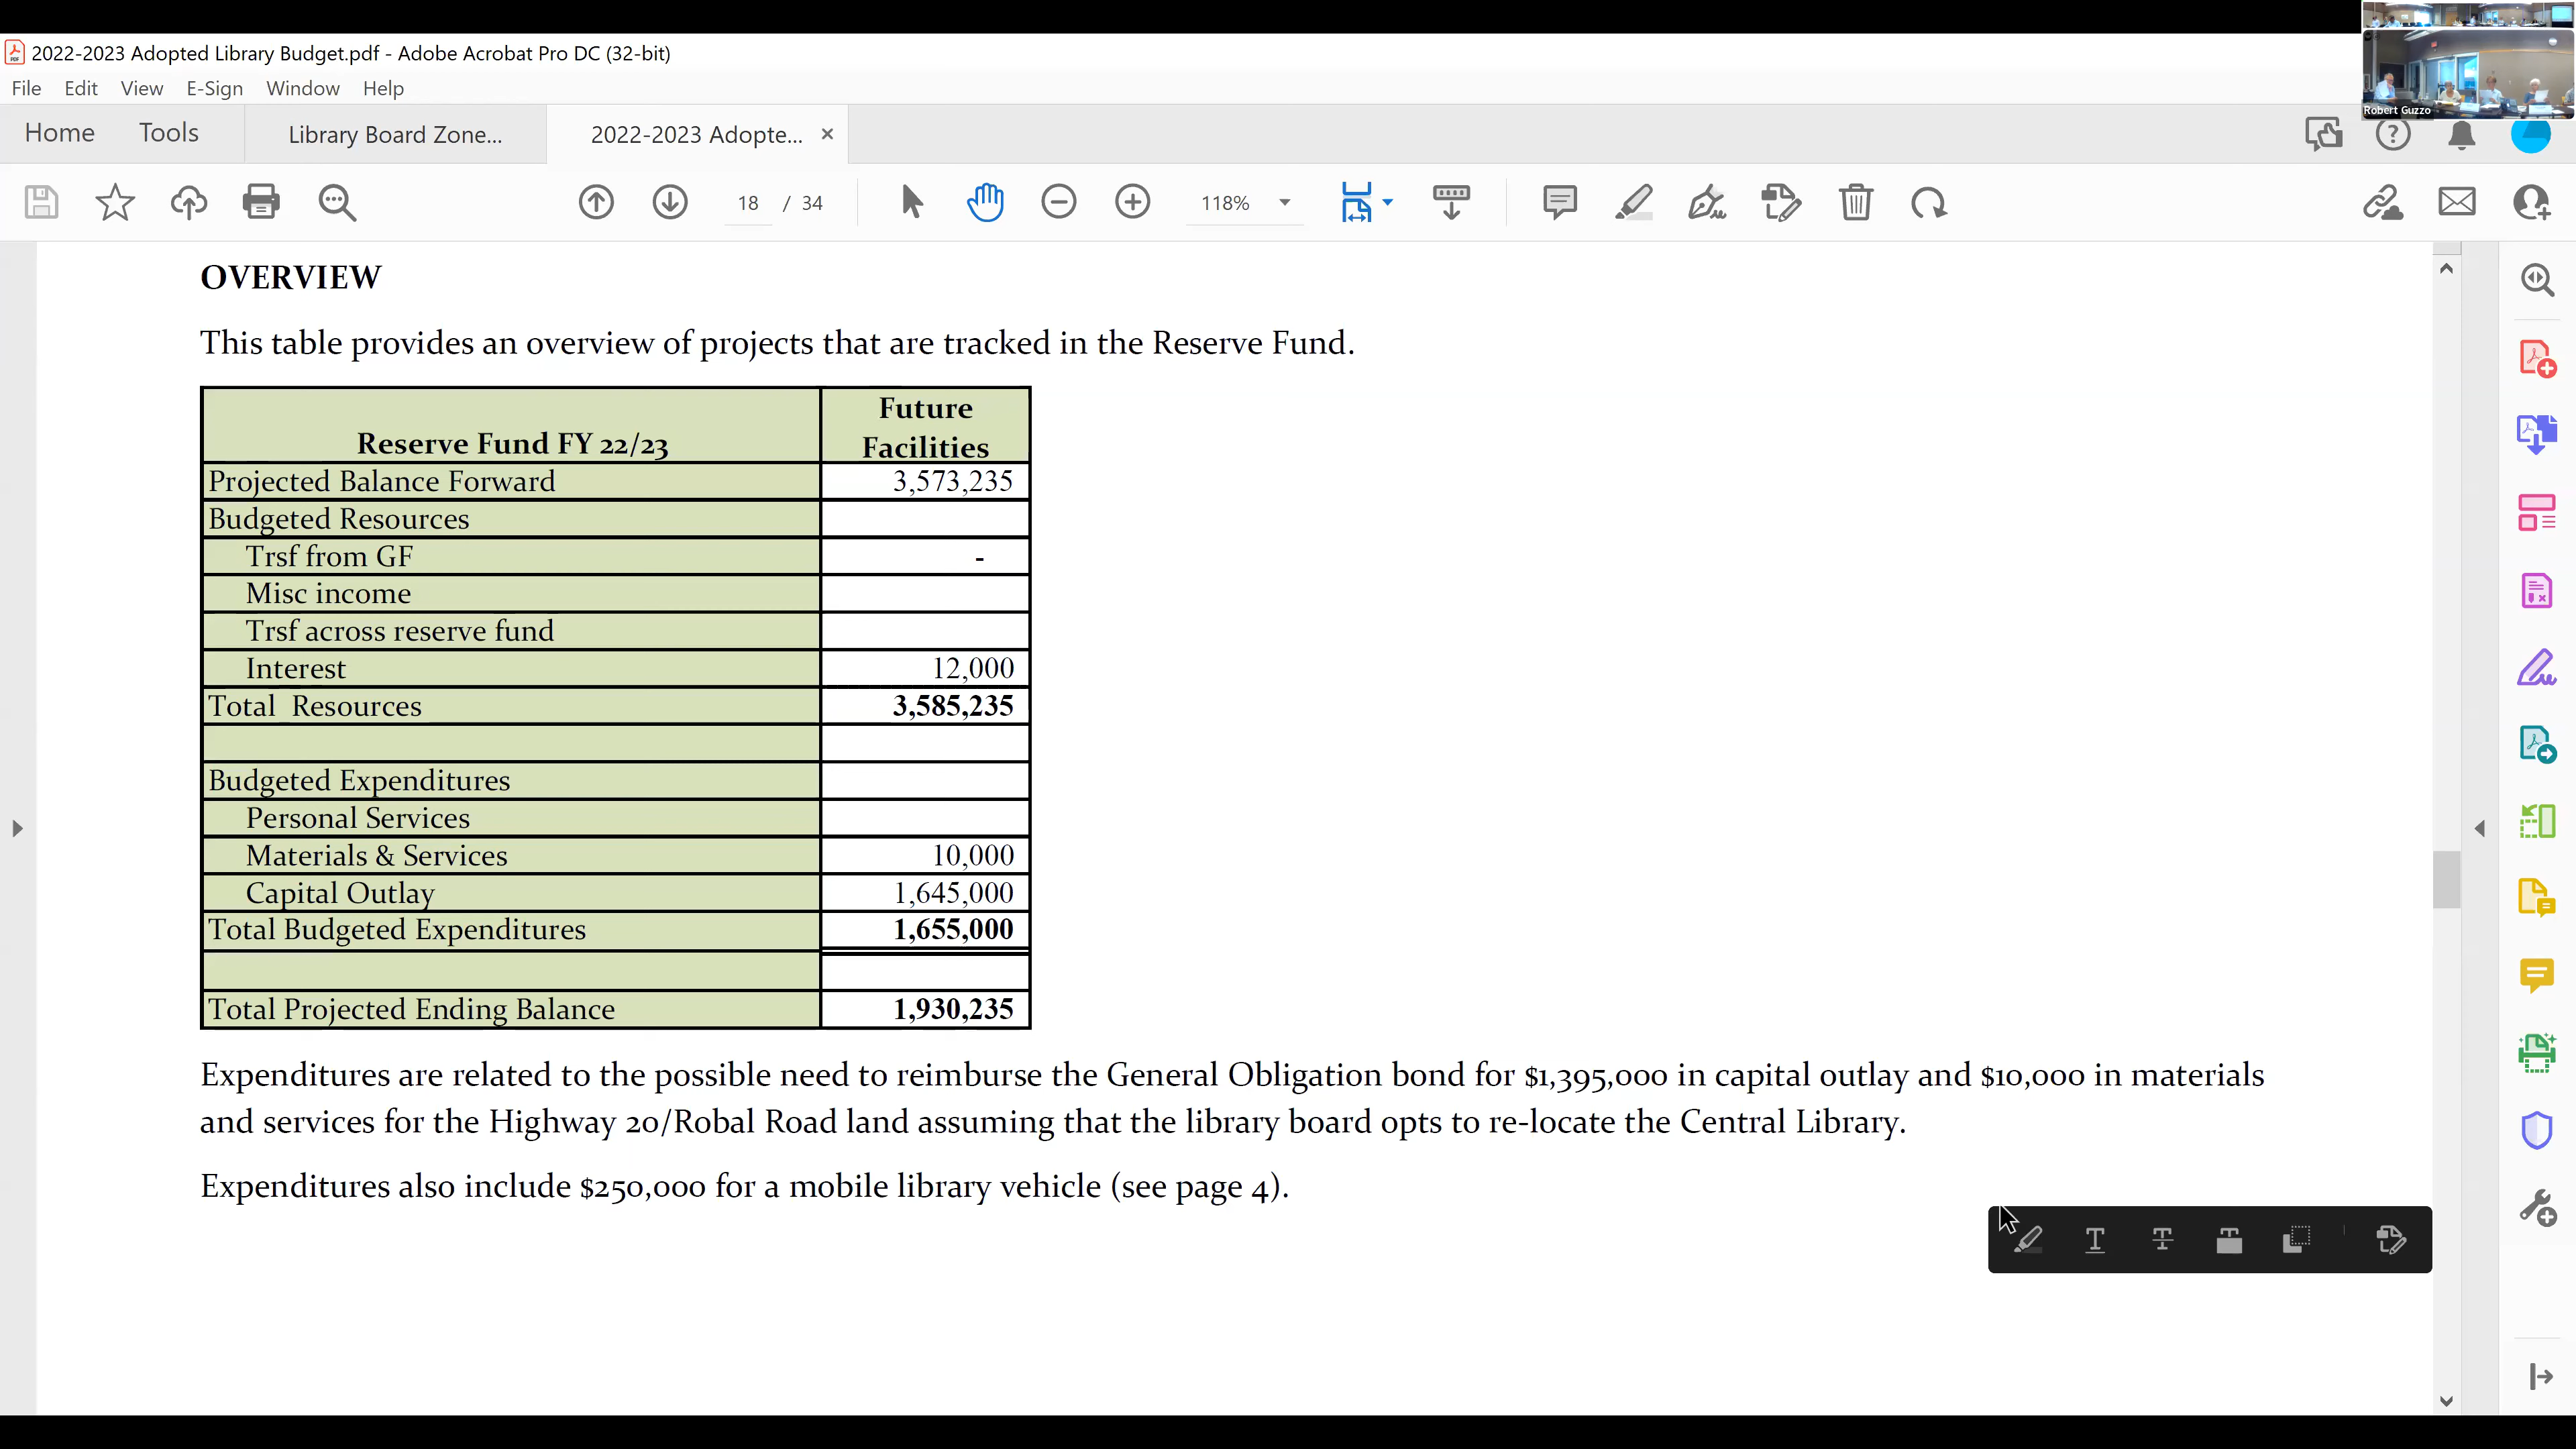 2022-2023 Adopted Library Budget.pdf - Adobe Acrobat Pro DC (32-bit)
File Edit View E-Sign Window Help
Robert Guzzo
Home Tools Library Board Zone... 2022-2023 Adopte... ×
18 / 34 118%
OVERVIEW
This table provides an overview of projects that are tracked in the Reserve Fund.
Reserve Fund FY 22/23 Future Facilities
Projected Balance Forward 3,573,235
Budgeted Resources
Trsf from GF -
Misc income
Trsf across reserve fund
Interest 12,000
Total Resources 3,585,235
Budgeted Expenditures
Personal Services
Materials & Services 10,000
Capital Outlay 1,645,000
Total Budgeted Expenditures 1,655,000
Total Projected Ending Balance 1,930,235
Expenditures are related to the possible need to reimburse the General Obligation bond for $1,395,000 in capital outlay and $10,000 in materials
and services for the Highway 20/Robal Road land assuming that the library board opts to re-locate the Central Library.
Expenditures also include $250,000 for a mobile library vehicle (see page 4).